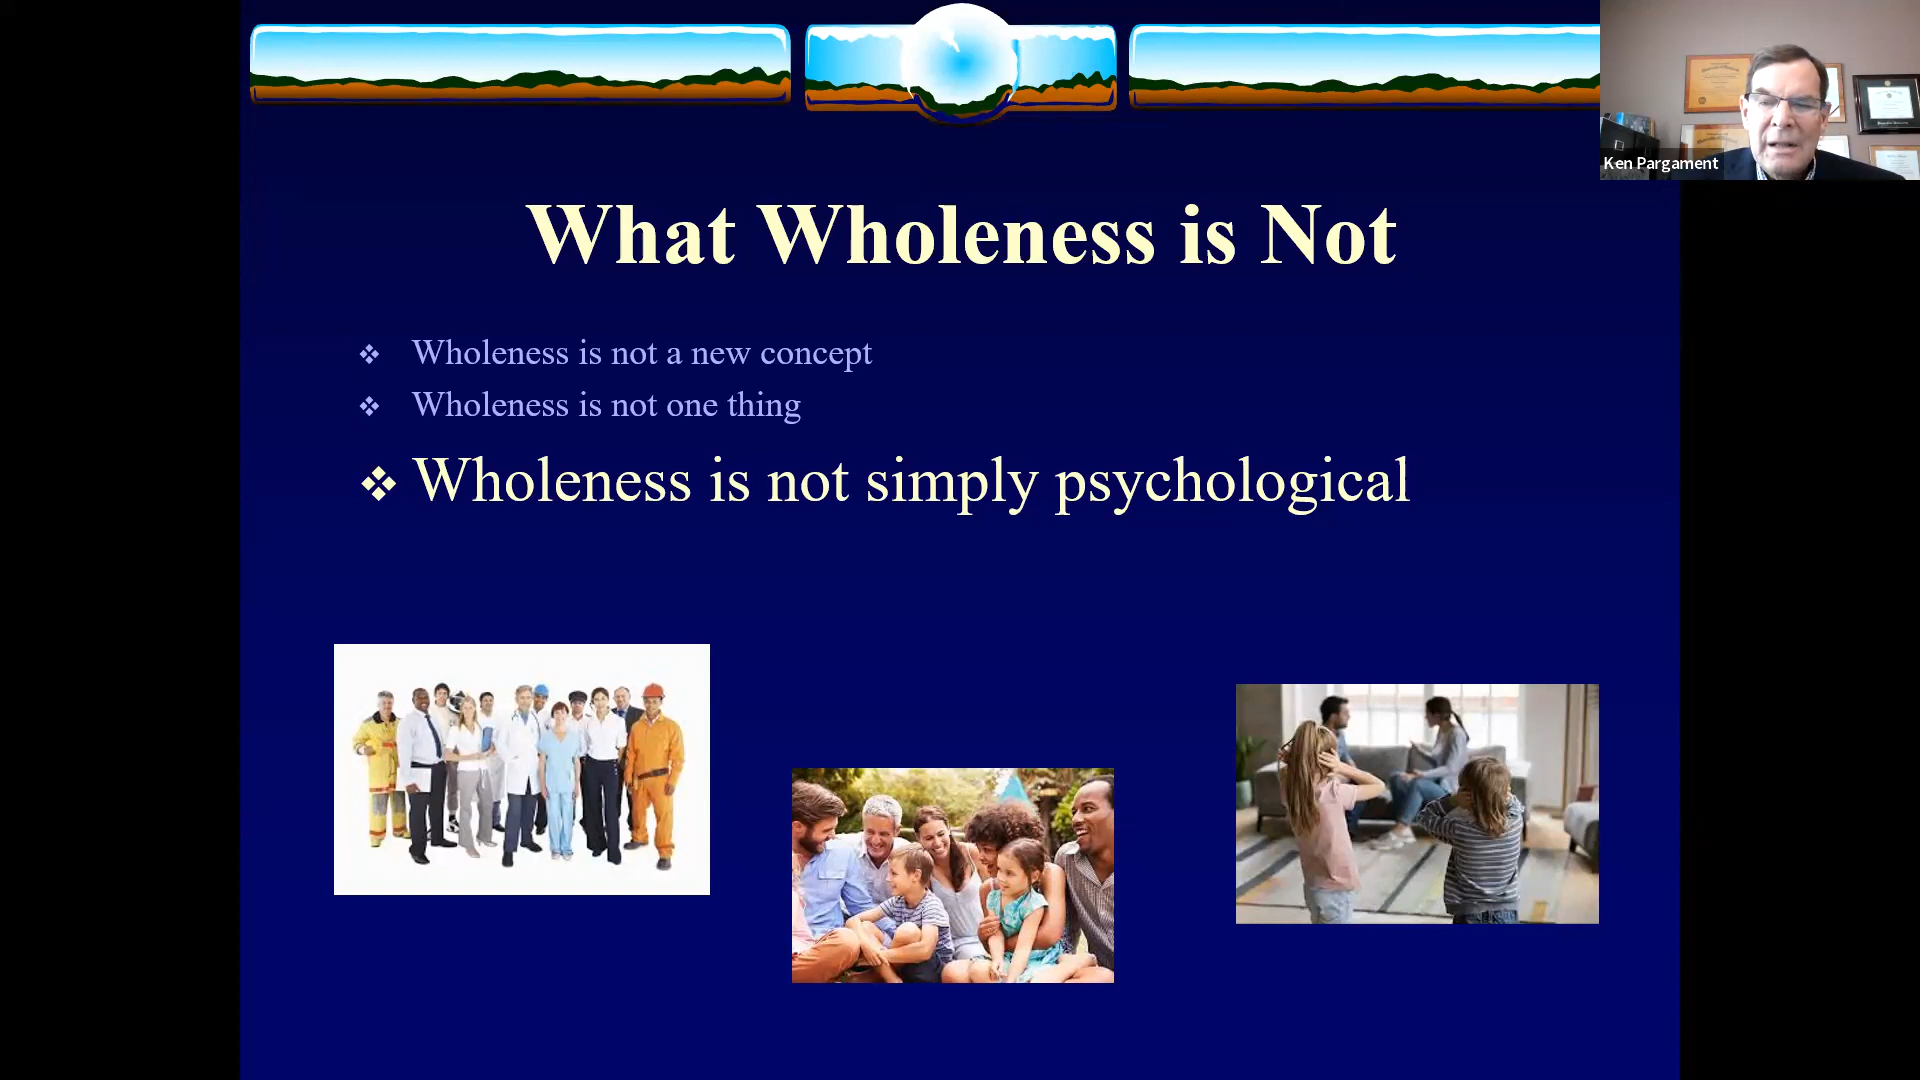 Ken Pargament
What Wholeness is Not
❖ Wholeness is not a new concept
❖ Wholeness is not one thing
❖ Wholeness is not simply psychological